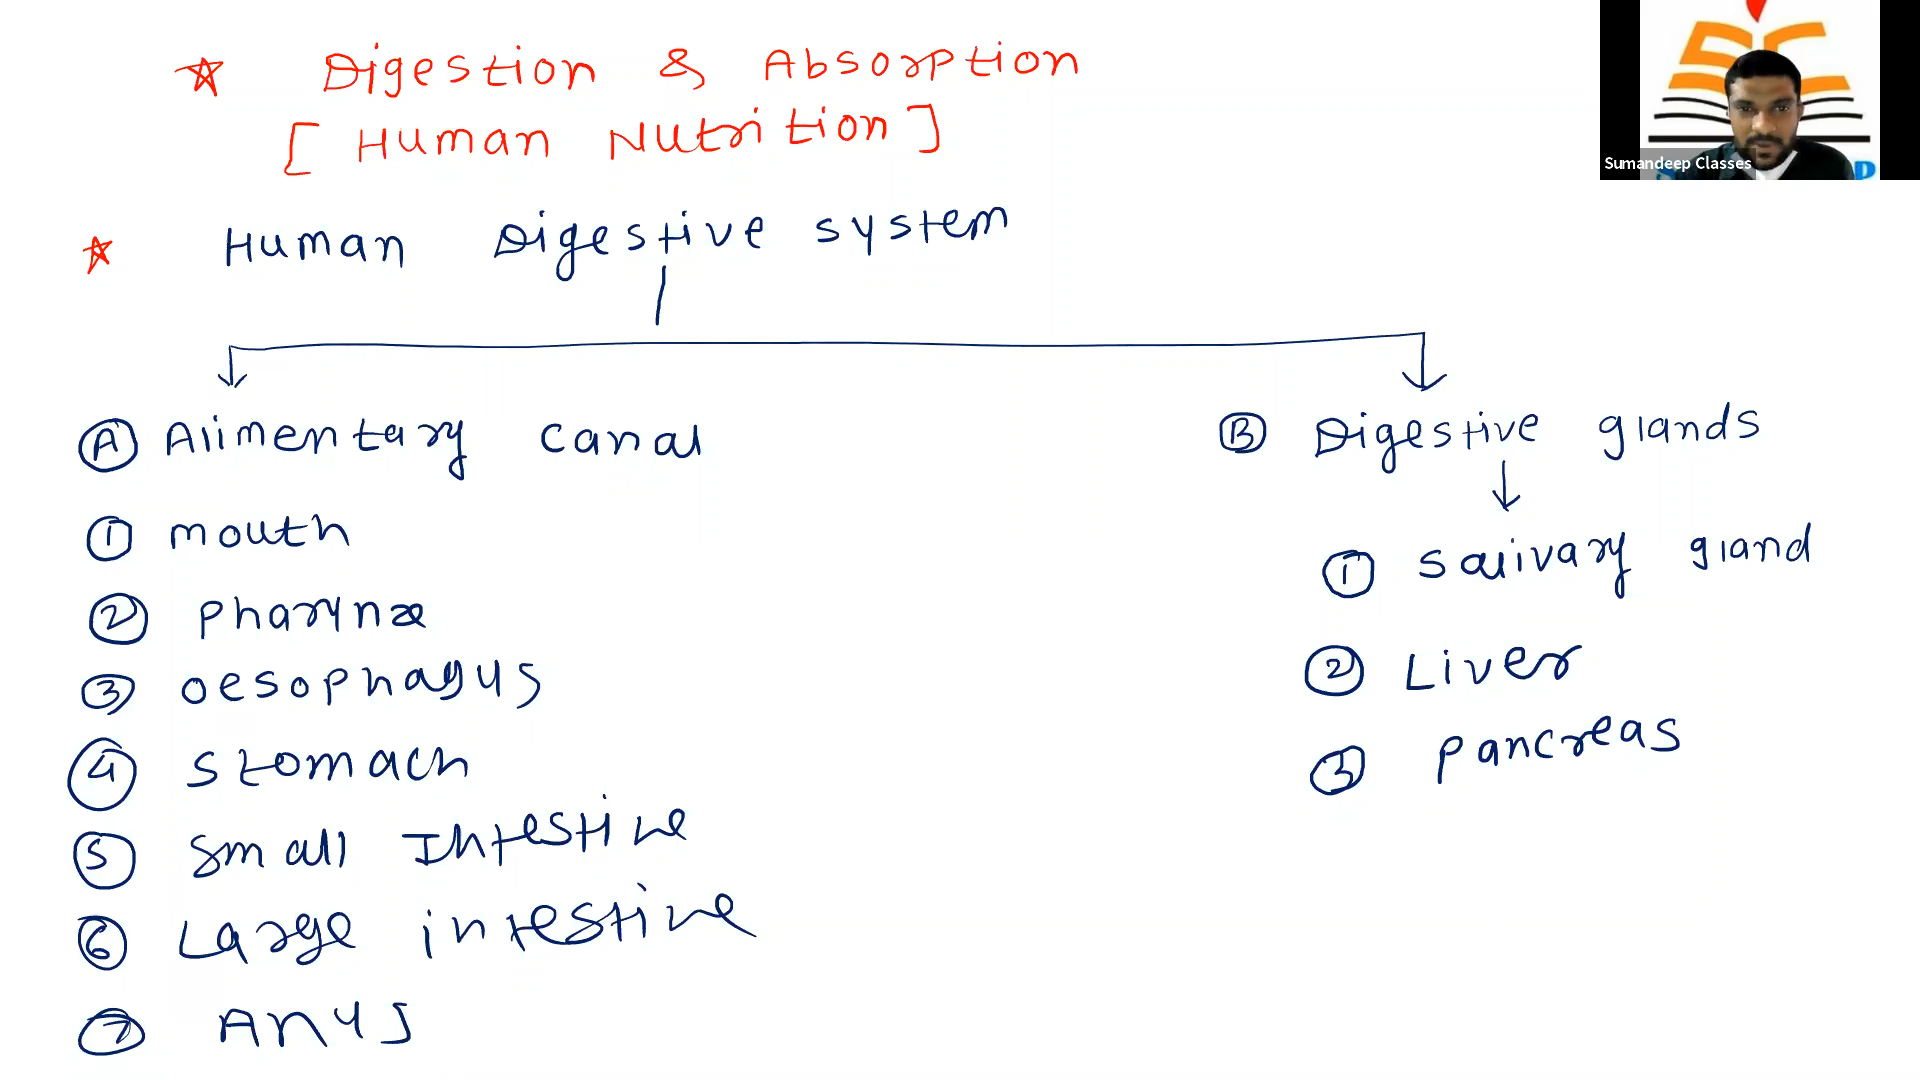 Digestion & Absorption
[ Human Nutrition ]
Human Digestive system
A Alimentary canal
1 mouth
2 Pharynx
3 oesophagus
4 stomach
5 small Intestine
6 Large intestine
7 Anus
B Digestive glands
1 salivary gland
2 Liver
3 Pancreas
Sumandeep Classes
P